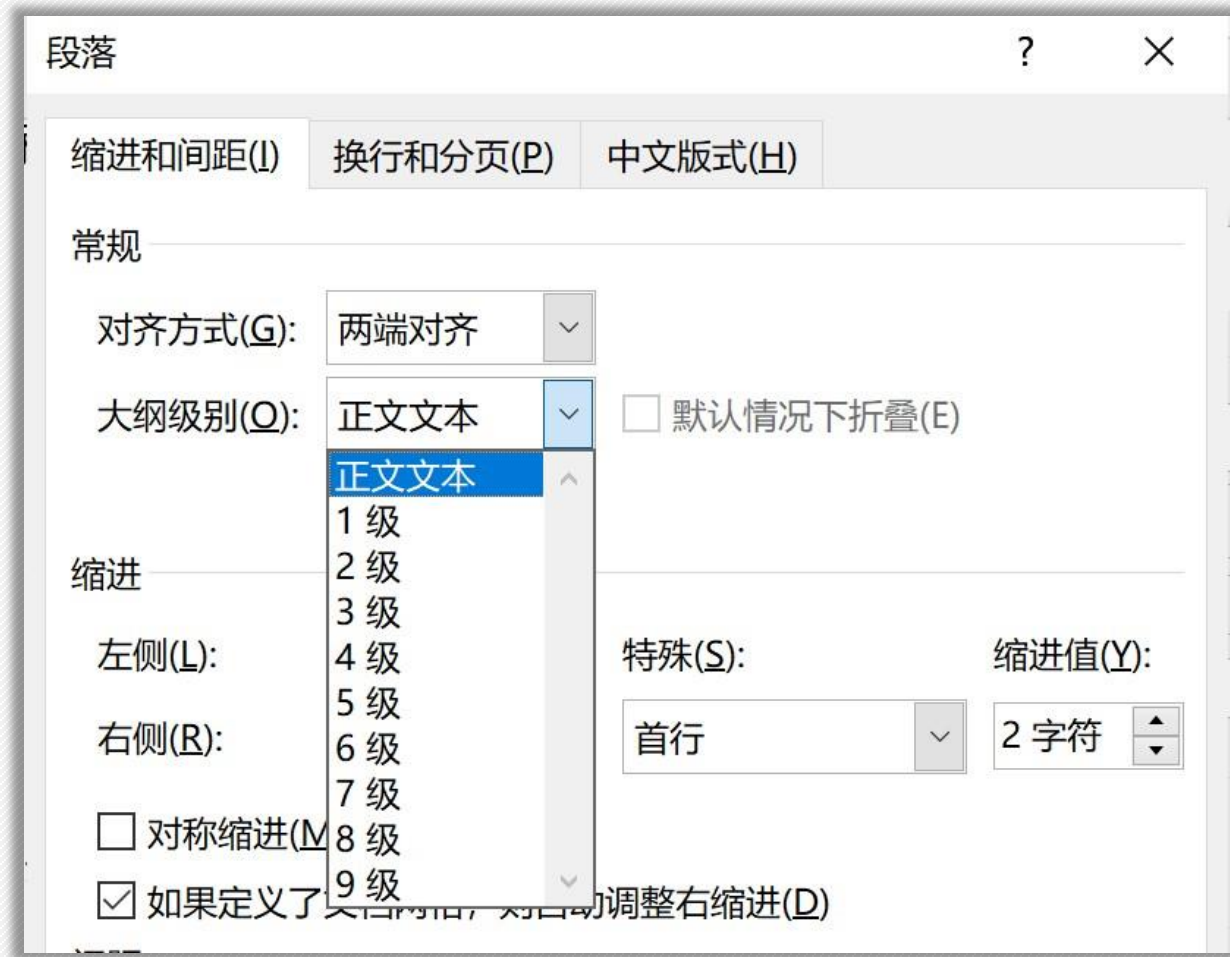 段落 ?
缩进和间距(I) 换行和分页(P) 中文版式(H)
常规
对齐方式(G): 两端对齐
大纲级别(O): 正文文本 默认情况下折叠(E)
正文文本
1 级
2 级
3 级
4 级
5 级
6 级
7 级
8 级
9 级
缩进
左侧(L): 特殊(S): 缩进值(Y):
右侧(R): 首行 2 字符
对称缩进(M
如果定义了 调整右缩进(D)